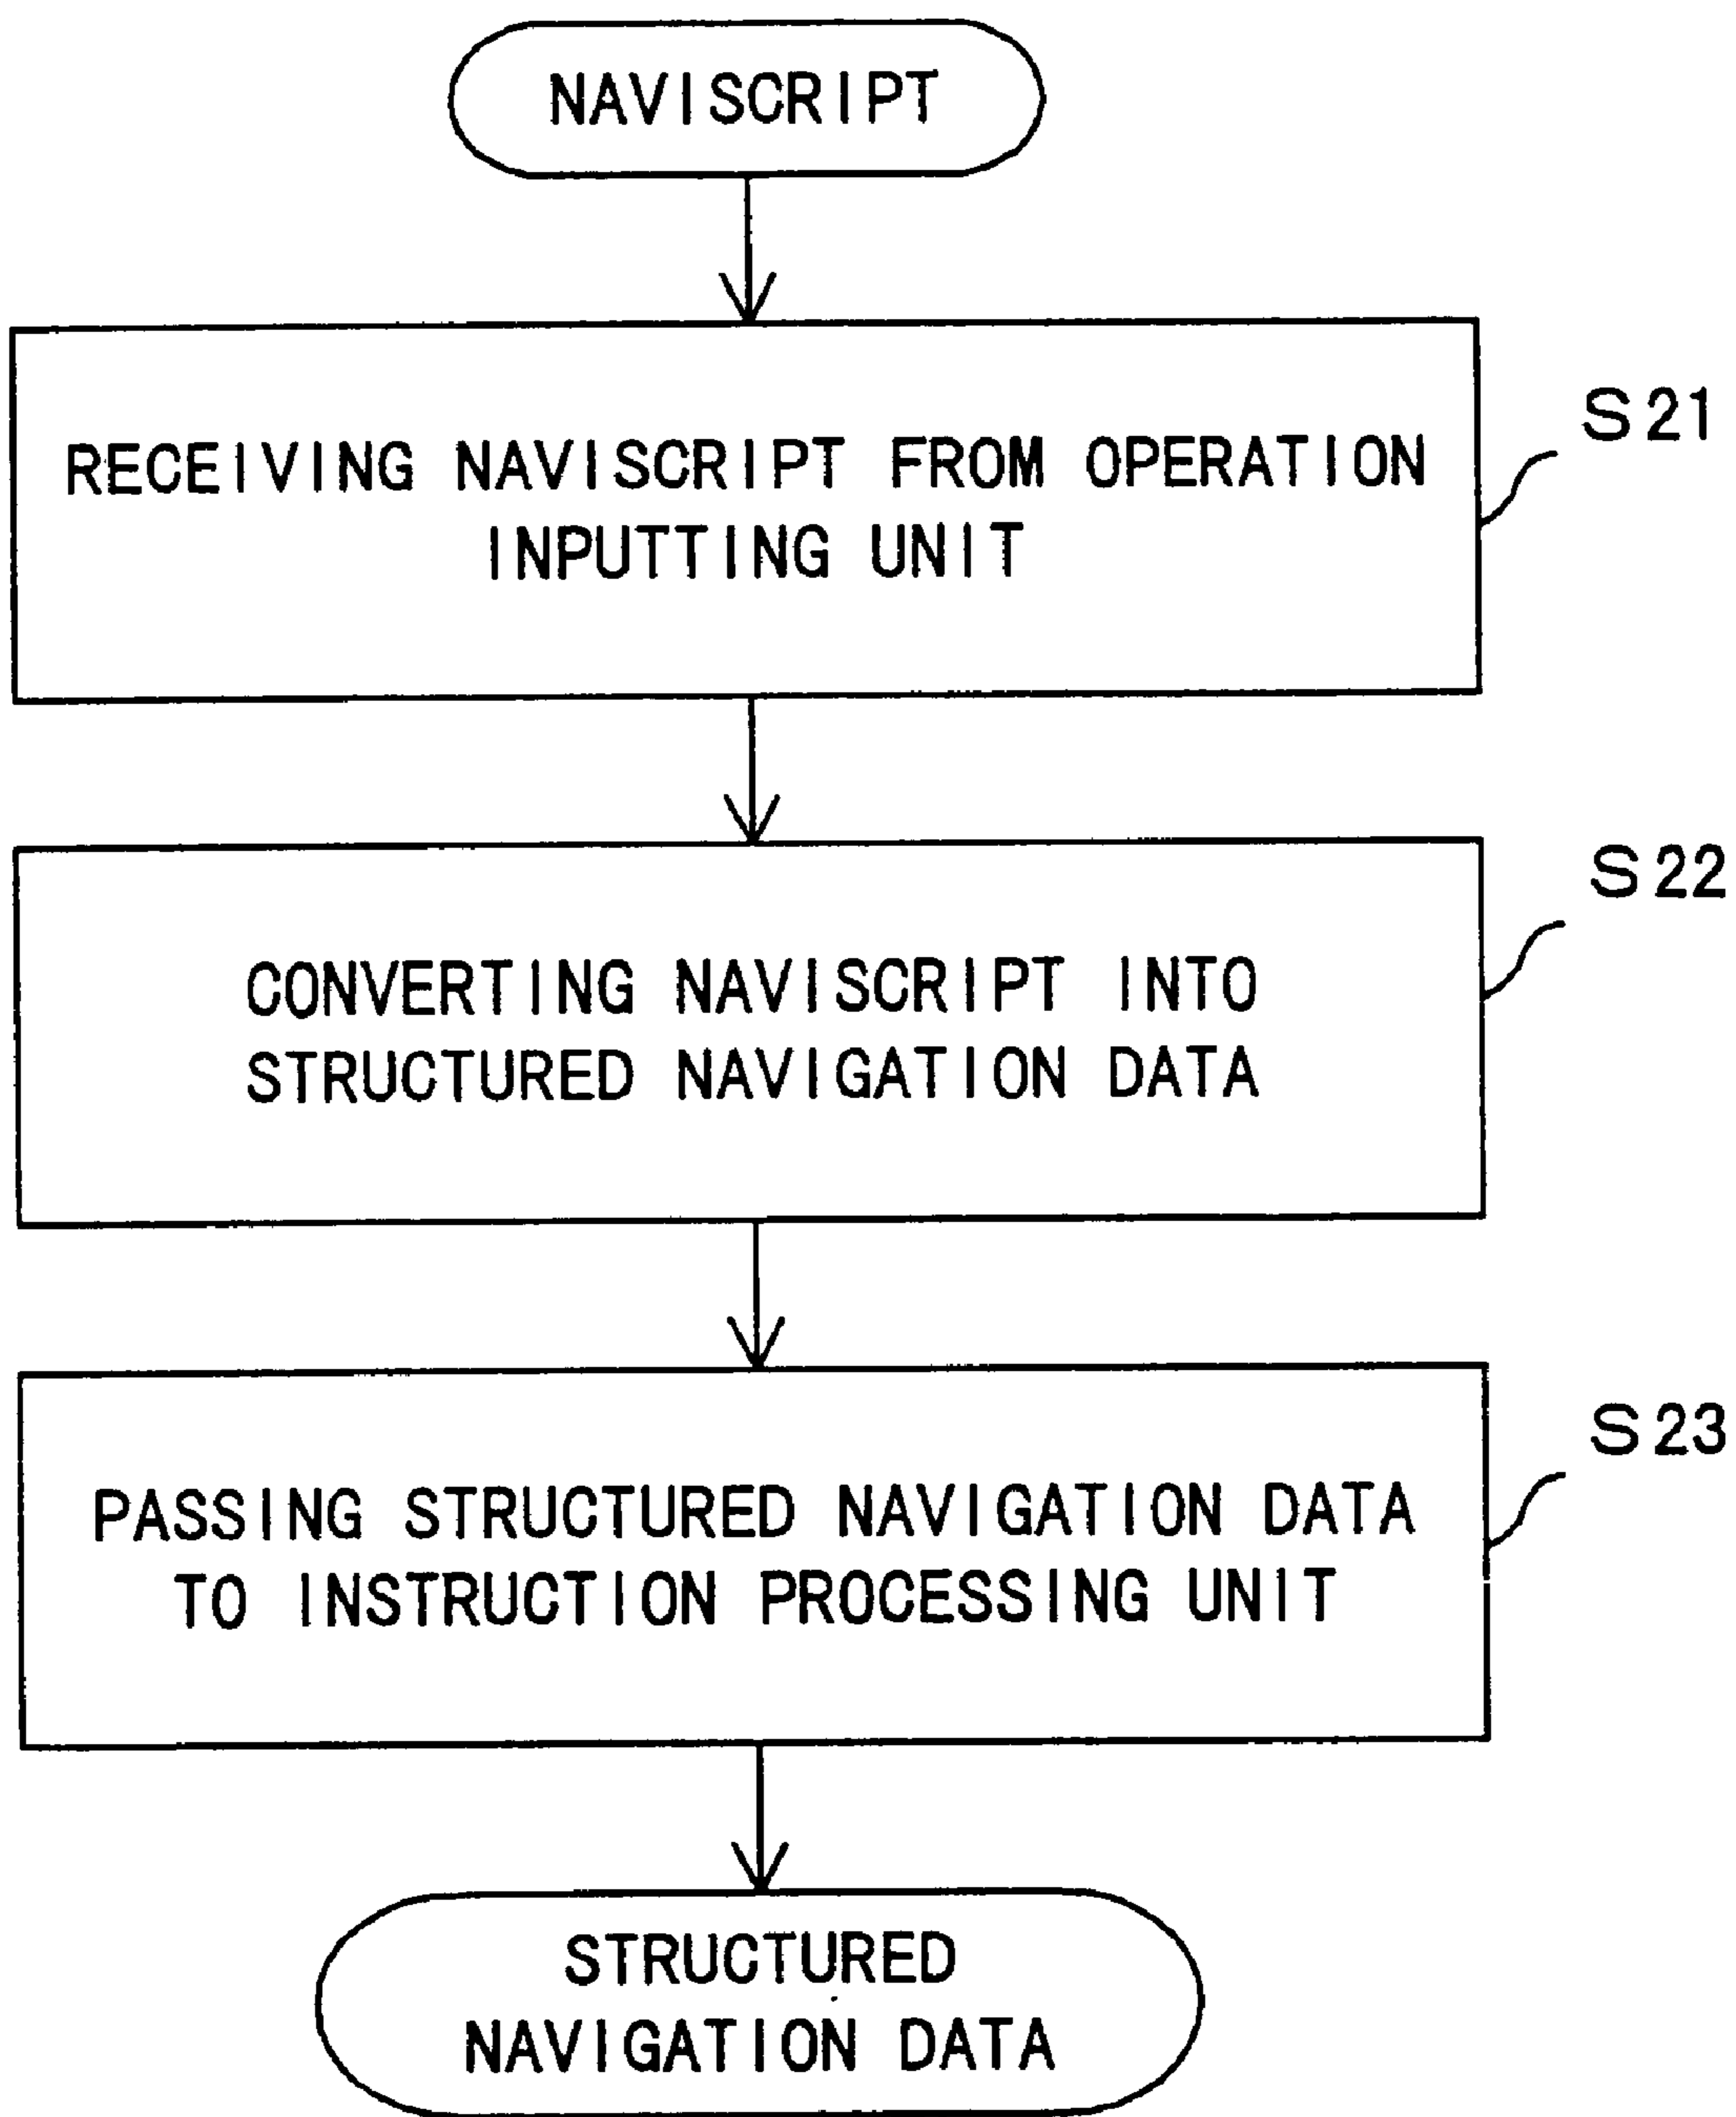 NAVISCRIPT
S21
RECEIVING NAVISCRIPT FROM OPERATION
INPUTTING UNIT
S22
CONVERTING NAVISCRIPT INTO
STRUCTURED NAVIGATION DATA
S23
PASSING STRUCTURED NAVIGATION DATA
TO INSTRUCTION PROCESSING UNIT
STRUCTURED
NAVIGATION DATA